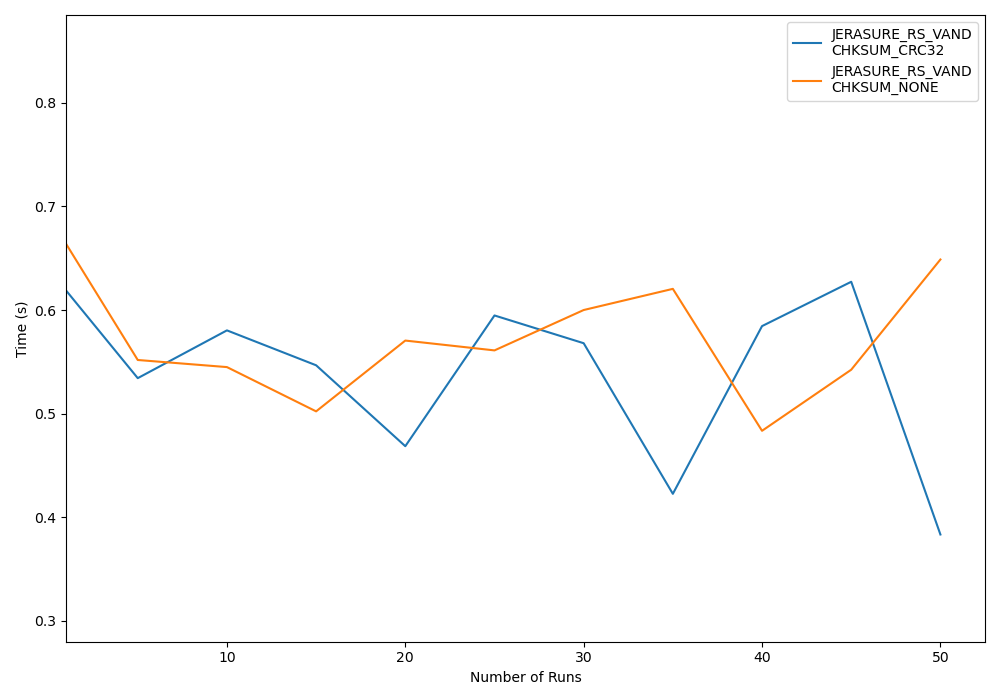 JERASURE_RS_VAND
CHKSUM_CRC32
JERASURE_RS_VAND
CHKSUM_NONE
0.8
0.7
0.6
0.5
0.4
0.3
Time (s)
10 20 30 40 50
Number of Runs